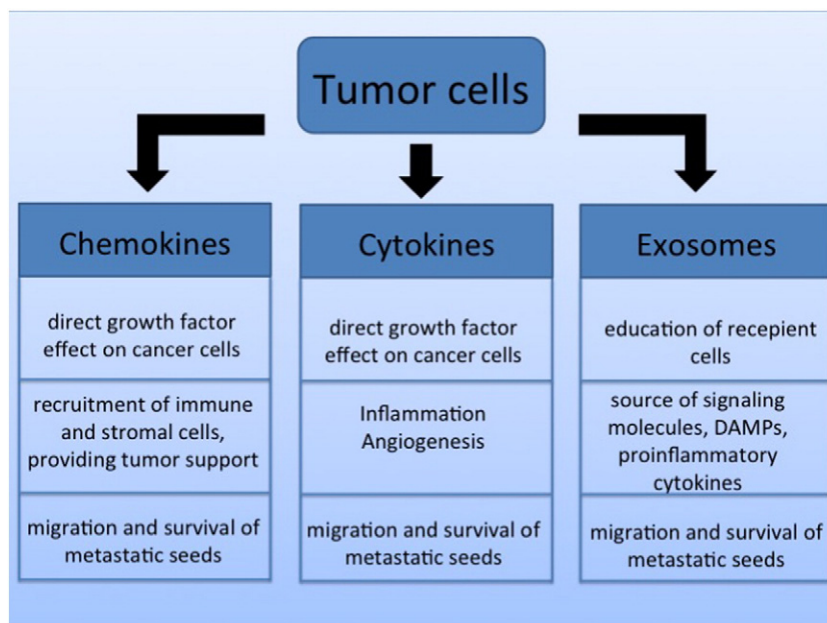 Tumor cells
Chemokines
direct growth factor
effect on cancer cells
recruitment of immune
and stromal cells,
providing tumor support
migration and survival of
metastatic seeds
Cytokines
direct growth factor
effect on cancer cells
Inflammation
Angiogenesis
migration and survival of
metastatic seeds
Exosomes
education of recepient
cells
source of signaling
molecules, DAMPs,
proinflammatory
cytokines
migration and survival of
metastatic seeds